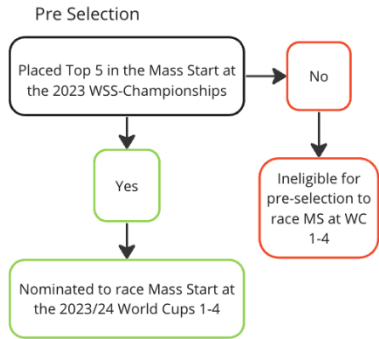 Pre Selection
Placed Top 5 in the Mass Start at
the 2023 WSS-Championships
No
Yes
Ineligible for
pre-selection to
race MS at WC
1-4
Nominated to race Mass Start at
the 2023/24 World Cups 1-4